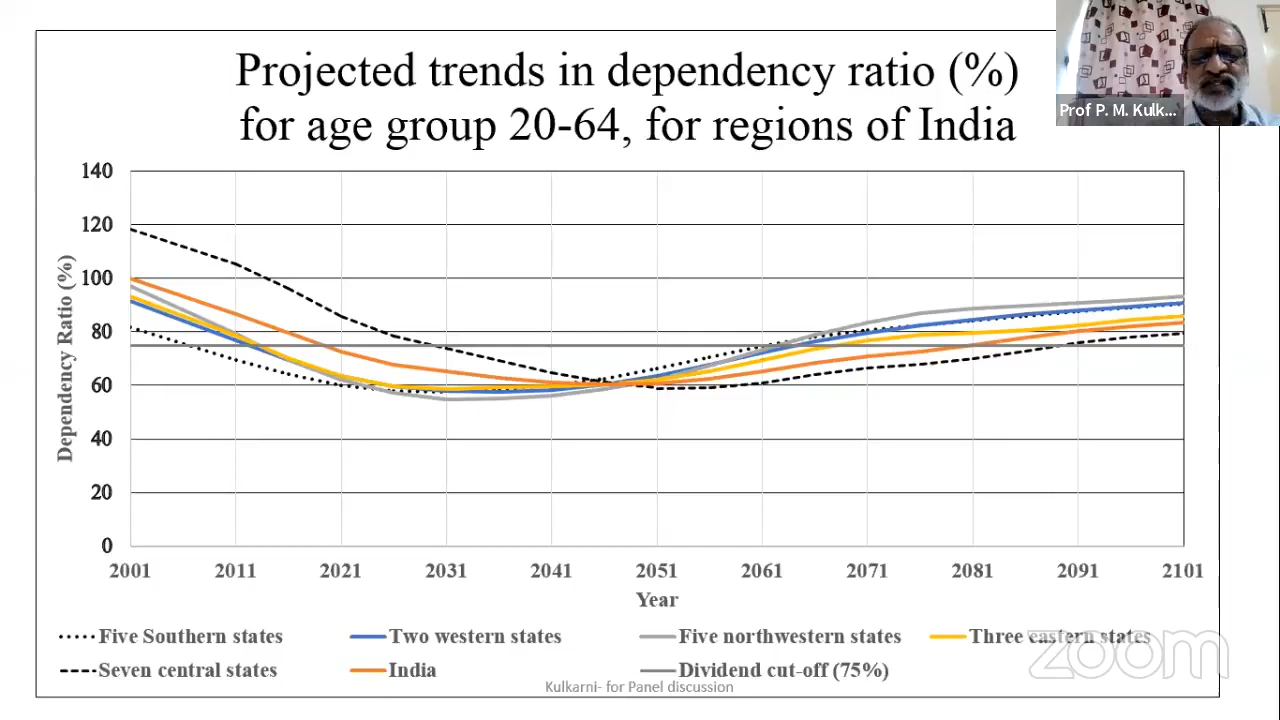 Projected trends in dependency ratio (%)
for age group 20-64, for regions of India
Prof P. M. Kulk...
Dependency Ratio (%)
140
120
100
80
60
40
20
0
2001 2011 2021 2031 2041 2051 2061 2071 2081 2091 2101
Year
Five Southern states Two western states Five northwestern states Three eastern states
Seven central states India Dividend cut-off (75%)
Kulkarni- for Panel discussion
zoom